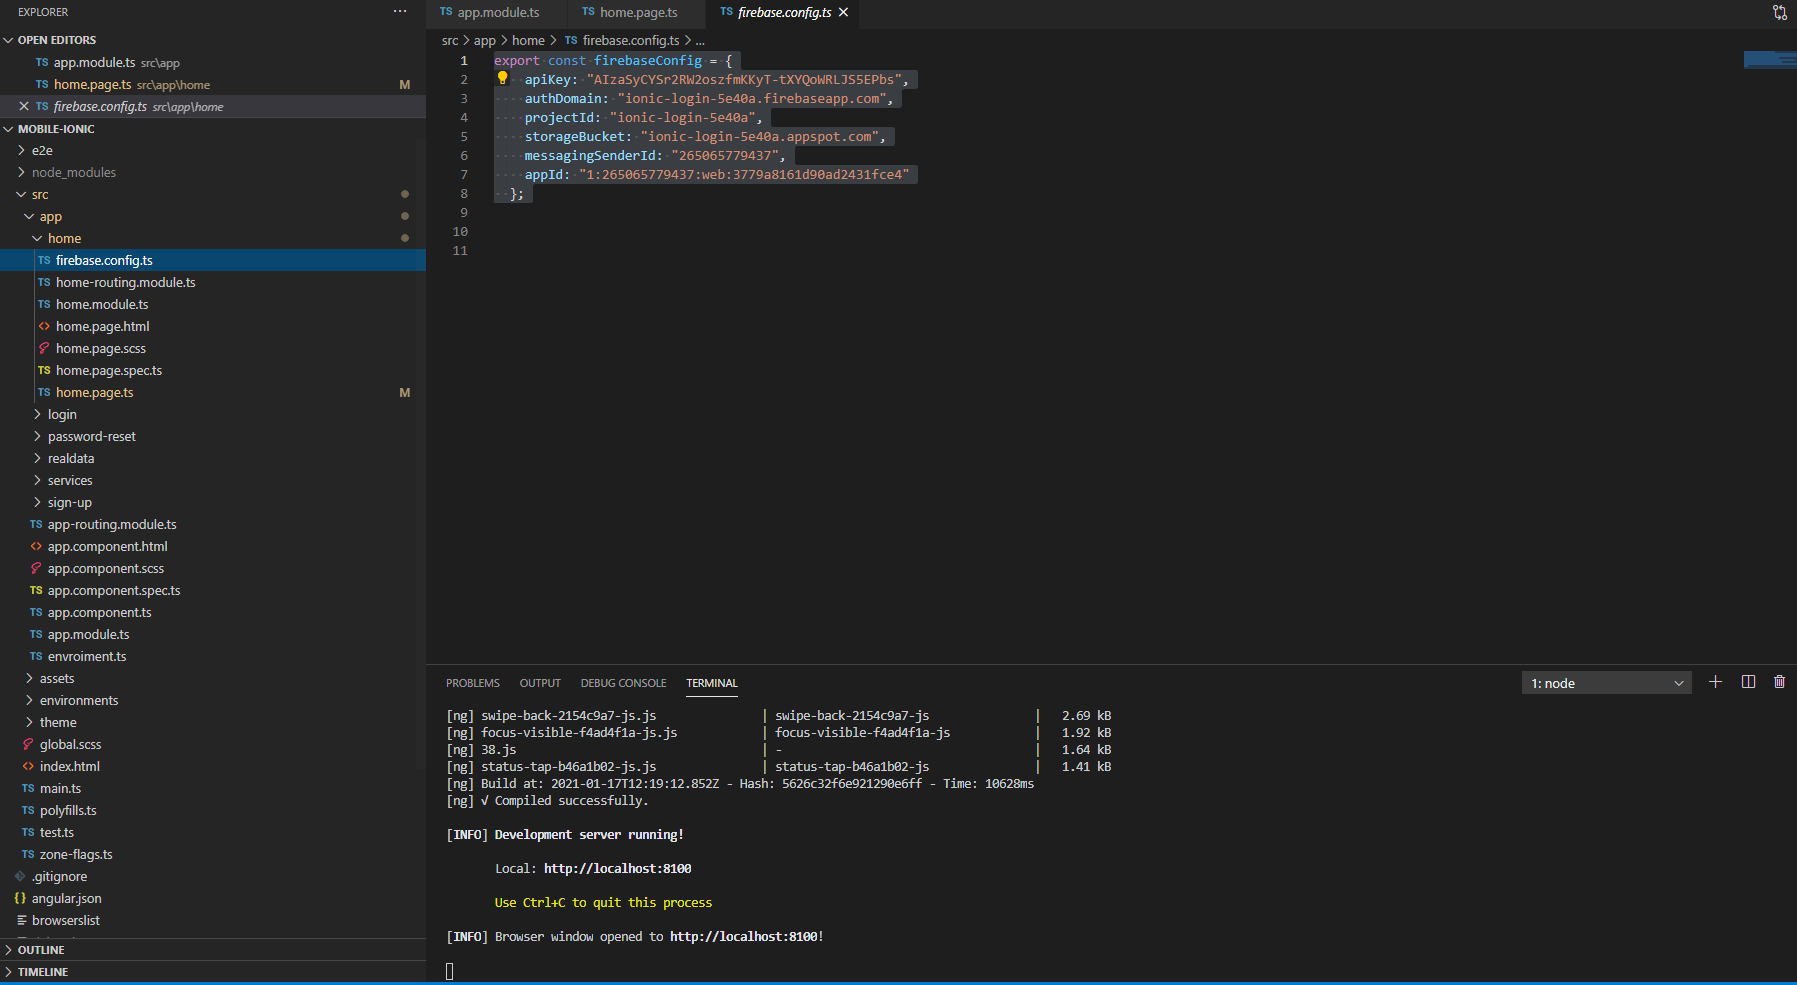 EXPLORER
OPEN EDITORS
TS app.module.ts src\app
TS home.page.ts src\app\home M
TS firebase.config.ts src\app\home
MOBILE-IONIC
e2e
node_modules
src
app
home
TS firebase.config.ts
TS home-routing.module.ts
TS home.module.ts
<> home.page.html
home.page.scss
TS home.page.spec.ts
TS home.page.ts M
login
password-reset
realdata
services
sign-up
TS app-routing.module.ts
<> app.component.html
app.component.scss
TS app.component.spec.ts
TS app.component.ts
TS app.module.ts
TS envroiment.ts
assets
environments
theme
global.scss
<> index.html
TS main.ts
TS polyfills.ts
TS test.ts
TS zone-flags.ts
.gitignore
{} angular.json
browserslist
OUTLINE
TIMELINE
TS app.module.ts TS home.page.ts TS firebase.config.ts
src > app > home > TS firebase.config.ts > ...
1 export const firebaseConfig = {
2 apiKey: "AIzaSyCYSr2RW2oszfmKKyT-tXYQoWRLJS5EPbs",
3 authDomain: "ionic-login-5e40a.firebaseapp.com",
4 projectId: "ionic-login-5e40a",
5 storageBucket: "ionic-login-5e40a.appspot.com",
6 messagingSenderId: "265065779437",
7 appId: "1:265065779437:web:3779a8161d90ad2431fce4"
8 };
9
10
11
PROBLEMS OUTPUT DEBUG CONSOLE TERMINAL 1: node
[ng] swipe-back-2154c9a7-js.js | swipe-back-2154c9a7-js | 2.69 kB
[ng] focus-visible-f4ad4f1a-js.js | focus-visible-f4ad4f1a-js | 1.92 kB
[ng] 38.js | - | 1.64 kB
[ng] status-tap-b46a1b02-js.js | status-tap-b46a1b02-js | 1.41 kB
[ng] Build at: 2021-01-17T12:19:12.852Z - Hash: 5626c32f6e921290e6ff - Time: 10628ms
[ng] √ Compiled successfully.
[INFO] Development server running!
Local: http://localhost:8100
Use Ctrl+C to quit this process
[INFO] Browser window opened to http://localhost:8100!